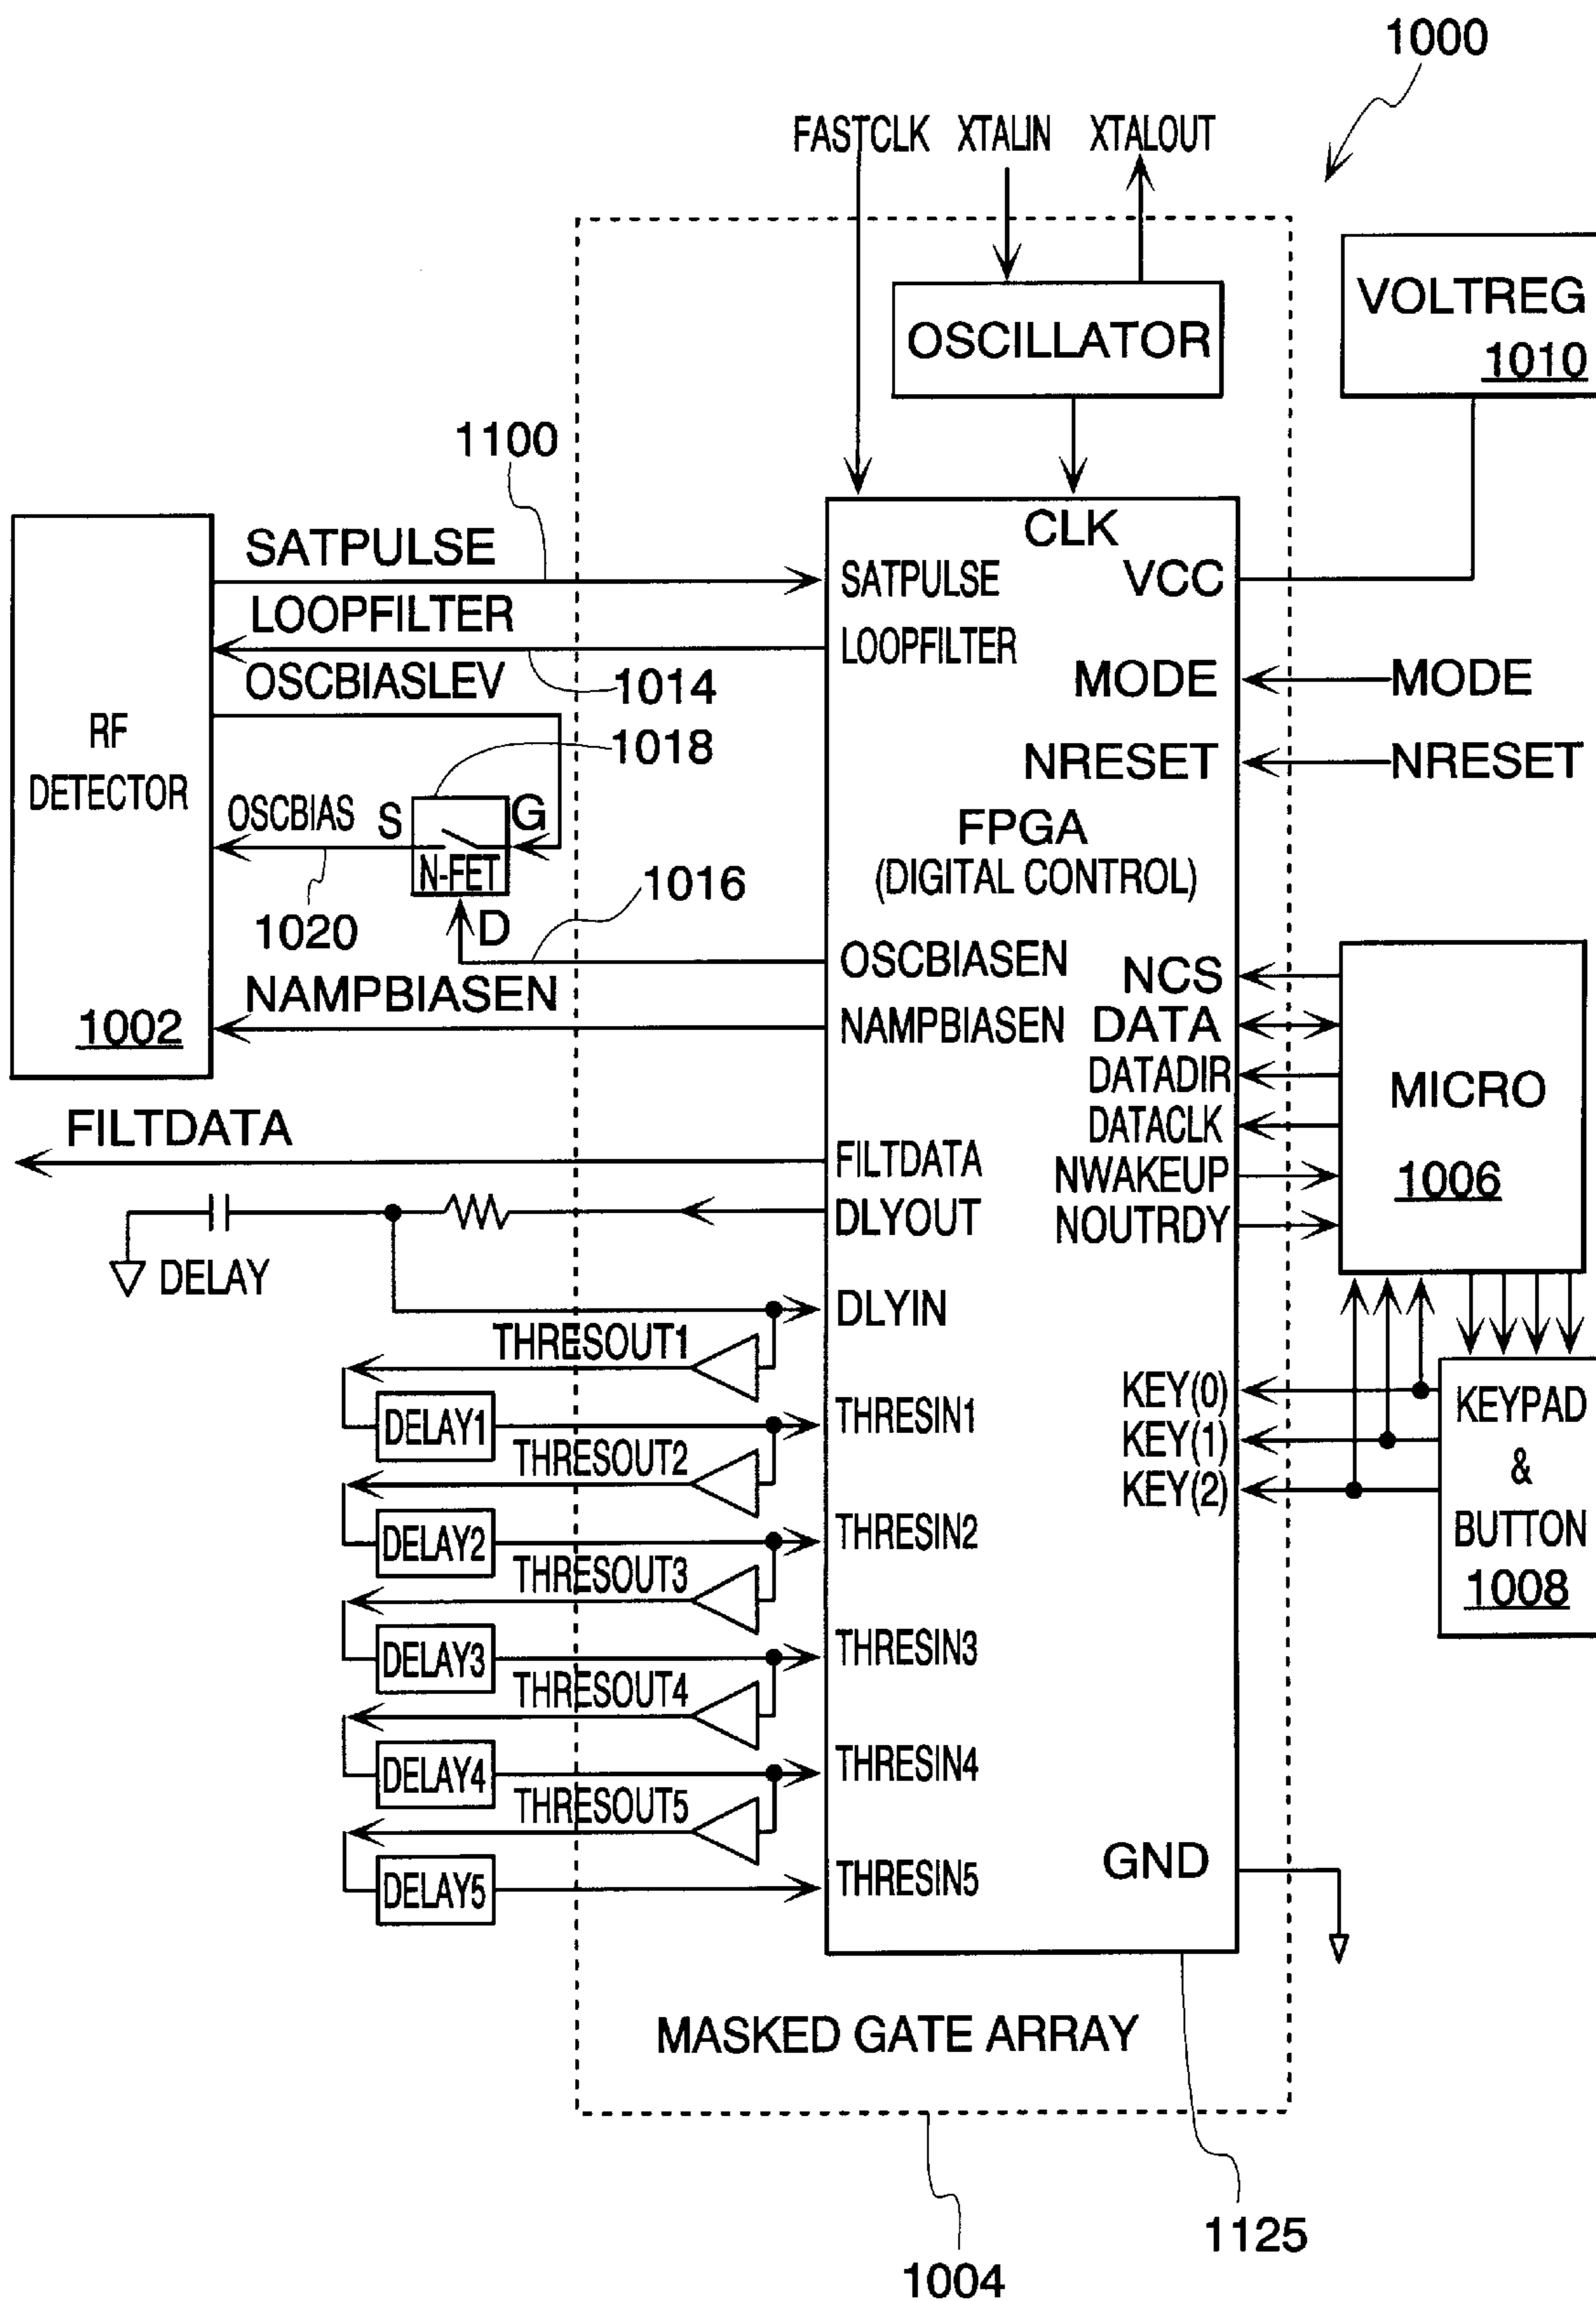 1000
FASTCLK XTALIN XTALOUT
OSCILLATOR
VOLTREG
1010
1100
SATPULSE
LOOPFILTER
OSCBIASLEV
1014
1018
RF
DETECTOR
1002
OSCBIAS
S
G
N-FET
D
1020
1016
NAMPBIASEN
FILTDATA
DELAY
CLK
SATPULSE
VCC
LOOPFILTER
MODE
MODE
NRESET
NRESET
FPGA
(DIGITAL CONTROL)
OSCBIASEN
NCS
NAMPBIASEN
DATA
DATADIR
DATACLK
FILTDATA
NWAKEUP
DLYOUT
NOUTRDY
MICRO
1006
DLYIN
THRESOUT1
DELAY1
THRESIN1
THRESOUT2
DELAY2
THRESIN2
THRESOUT3
DELAY3
THRESIN3
THRESOUT4
DELAY4
THRESIN4
THRESOUT5
DELAY5
THRESIN5
KEY(0)
KEY(1)
KEY(2)
KEYPAD
&
BUTTON
1008
GND
MASKED GATE ARRAY
1125
1004